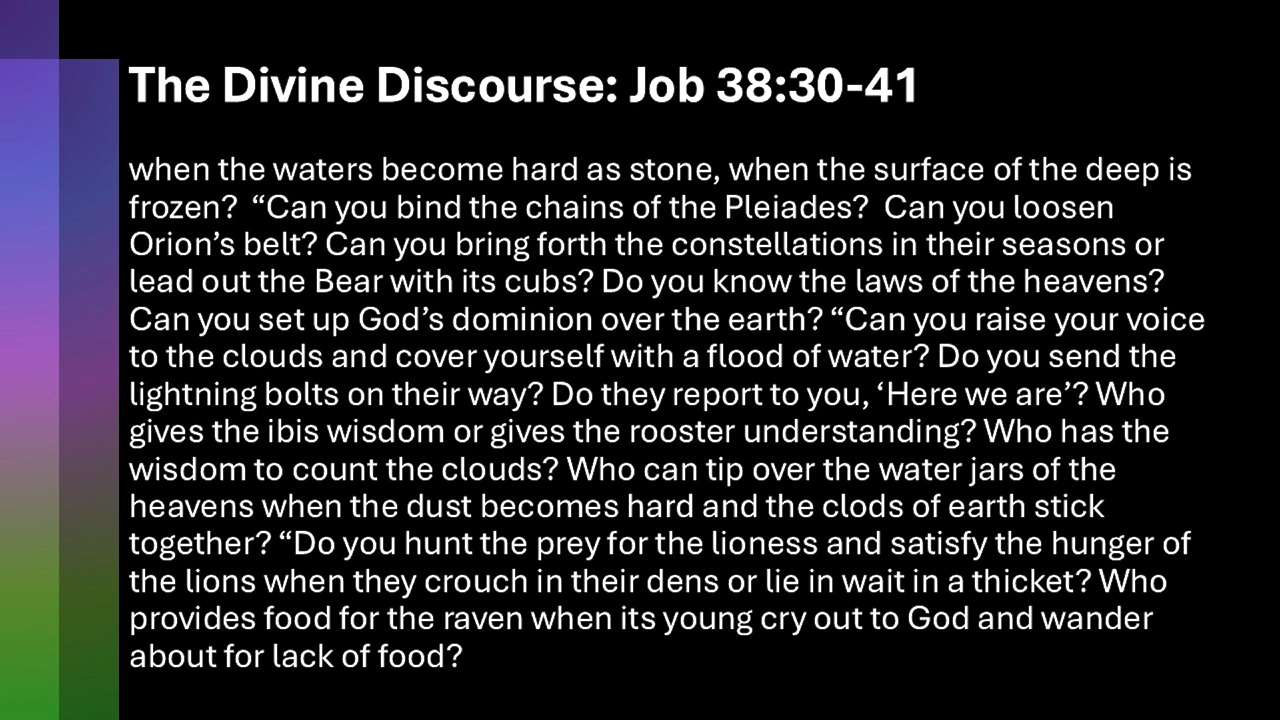 The Divine Discourse: Job 38:30-41
when the waters become hard as stone, when the surface of the deep is
frozen?  “Can you bind the chains of the Pleiades?  Can you loosen
Orion’s belt? Can you bring forth the constellations in their seasons or
lead out the Bear with its cubs? Do you know the laws of the heavens?
Can you set up God’s dominion over the earth? “Can you raise your voice
to the clouds and cover yourself with a flood of water? Do you send the
lightning bolts on their way? Do they report to you, ‘Here we are’? Who
gives the ibis wisdom or gives the rooster understanding? Who has the
wisdom to count the clouds? Who can tip over the water jars of the
heavens when the dust becomes hard and the clods of earth stick
together? “Do you hunt the prey for the lioness and satisfy the hunger of
the lions when they crouch in their dens or lie in wait in a thicket? Who
provides food for the raven when its young cry out to God and wander
about for lack of food?